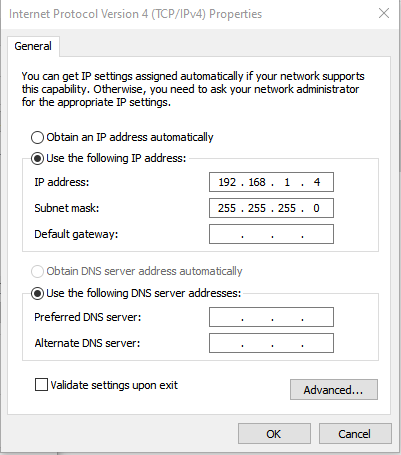 Internet Protocol Version 4 (TCP/IPv4) Properties
General
You can get IP settings assigned automatically if your network supports
this capability. Otherwise, you need to ask your network administrator
for the appropriate IP settings.
Obtain an IP address automatically
Use the following IP address:
IP address: 192 . 168 . 1 . 4
Subnet mask: 255 . 255 . 255 . 0
Default gateway: . . .
Obtain DNS server address automatically
Use the following DNS server addresses:
Preferred DNS server: . . .
Alternate DNS server: . . .
Validate settings upon exit
Advanced...
OK Cancel